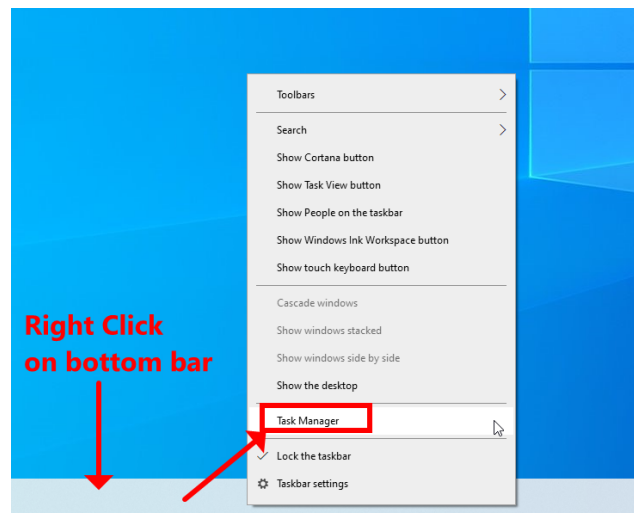 Toolbars
Search
Show Cortana button
Show Task View button
Show People on the taskbar
Show Windows Ink Workspace button
Show touch keyboard button
Cascade windows
Show windows stacked
Show windows side by side
Show the desktop
Task Manager
Lock the taskbar
Taskbar settings
Right Click
on bottom bar